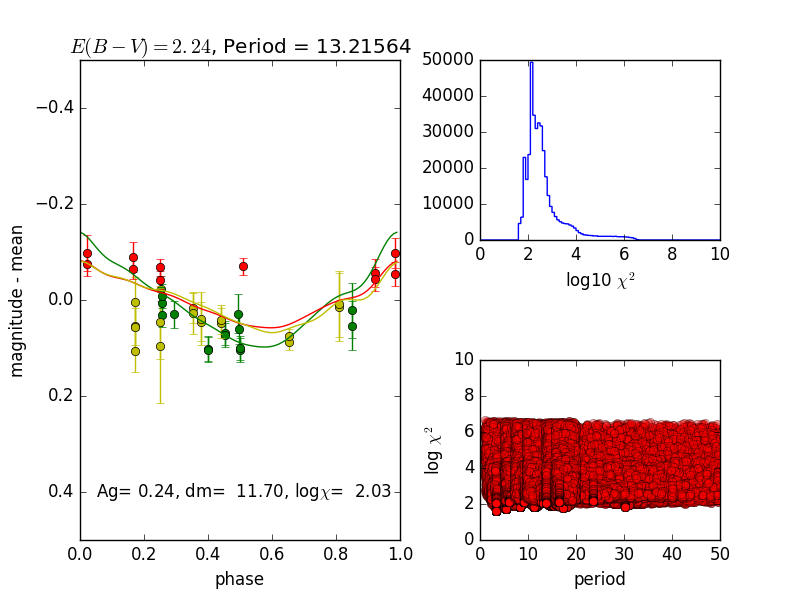 E(B−V)=2.24, Period = 13.21564
−0.4
−0.2
0.0
0.2
0.4
magnitude - mean
Ag= 0.24, dm=  11.70, logχ=  2.03
0.0 0.2 0.4 0.6 0.8 1.0
phase
50000
40000
30000
20000
10000
0
0 2 4 6 8 10
log10 χ²
10
8
6
4
2
0
log χ²
0 10 20 30 40 50
period